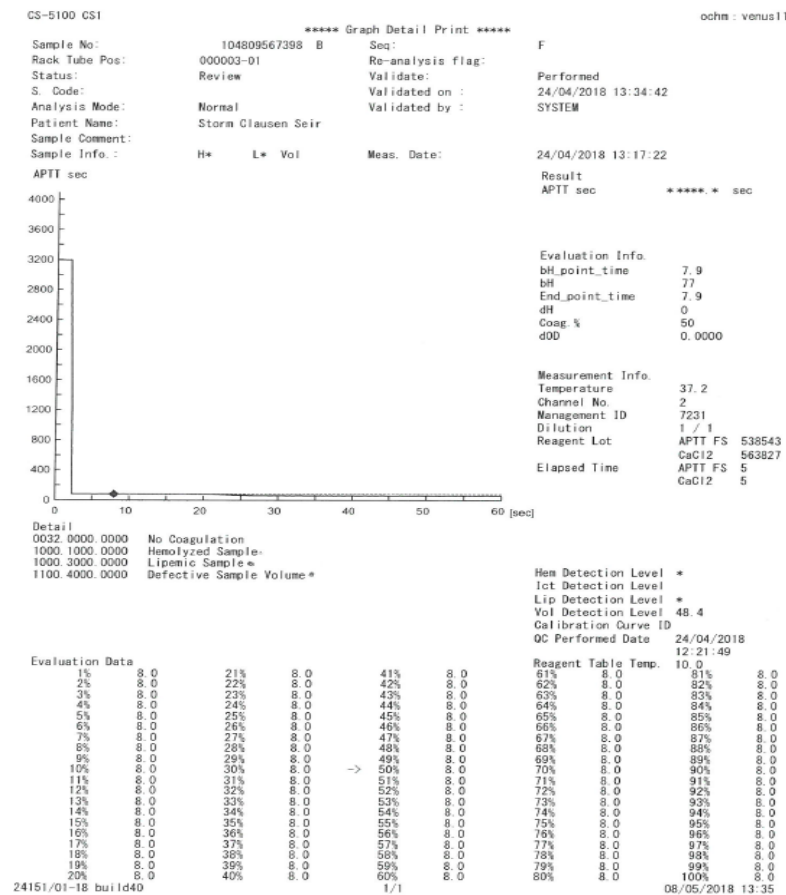 CS-5100 CS1 ochm : venus11
***** Graph Detail Print *****
Sample No: 104809567398 B Seq: F
Rack Tube Pos: 000003-01 Re-analysis flag:
Status: Review Validate: Performed
S. Code: Validated on : 24/04/2018 13:34:42
Analysis Mode: Normal Validated by : SYSTEM
Patient Name: Storm Clausen Seir
Sample Comment:
Sample Info. : H* L* Vol Meas. Date: 24/04/2018 13:17:22
APTT sec
4000
3600
3200
2800
2400
2000
1600
1200
800
400
0
0 10 20 30 40 50 60 [sec]
Result
APTT sec *****.* sec
Evaluation Info.
bH_point_time 7.9
bH 77
End_point_time 7.9
dH 0
Coag.% 50
dOD 0.0000
Measurement Info.
Temperature 37.2
Channel No. 2
Management ID 7231
Dilution 1 / 1
Reagent Lot APTT FS 538543
CaCl2 563827
Elapsed Time APTT FS 5
CaCl2 5
Detail
0032.0000.0000 No Coagulation
1000.1000.0000 Hemolyzed Sample
1000.3000.0000 Lipemic Sample*
1100.4000.0000 Defective Sample Volume*
Hem Detection Level *
Ict Detection Level
Lip Detection Level *
Vol Detection Level 48.4
Calibration Curve ID
QC Performed Date 24/04/2018
12:21:49
Reagent Table Temp. 10.0
Evaluation Data
1% 8.0 21% 8.0 41% 8.0 61% 8.0 81% 8.0
2% 8.0 22% 8.0 42% 8.0 62% 8.0 82% 8.0
3% 8.0 23% 8.0 43% 8.0 63% 8.0 83% 8.0
4% 8.0 24% 8.0 44% 8.0 64% 8.0 84% 8.0
5% 8.0 25% 8.0 45% 8.0 65% 8.0 85% 8.0
6% 8.0 26% 8.0 46% 8.0 66% 8.0 86% 8.0
7% 8.0 27% 8.0 47% 8.0 67% 8.0 87% 8.0
8% 8.0 28% 8.0 48% 8.0 68% 8.0 88% 8.0
9% 8.0 29% 8.0 49% 8.0 69% 8.0 89% 8.0
10% 8.0 30% 8.0 -> 50% 8.0 70% 8.0 90% 8.0
11% 8.0 31% 8.0 51% 8.0 71% 8.0 91% 8.0
12% 8.0 32% 8.0 52% 8.0 72% 8.0 92% 8.0
13% 8.0 33% 8.0 53% 8.0 73% 8.0 93% 8.0
14% 8.0 34% 8.0 54% 8.0 74% 8.0 94% 8.0
15% 8.0 35% 8.0 55% 8.0 75% 8.0 95% 8.0
16% 8.0 36% 8.0 56% 8.0 76% 8.0 96% 8.0
17% 8.0 37% 8.0 57% 8.0 77% 8.0 97% 8.0
18% 8.0 38% 8.0 58% 8.0 78% 8.0 98% 8.0
19% 8.0 39% 8.0 59% 8.0 79% 8.0 99% 8.0
20% 8.0 40% 8.0 60% 8.0 80% 8.0 100% 8.0
24151/01-18 build40 1/1 08/05/2018 13:35